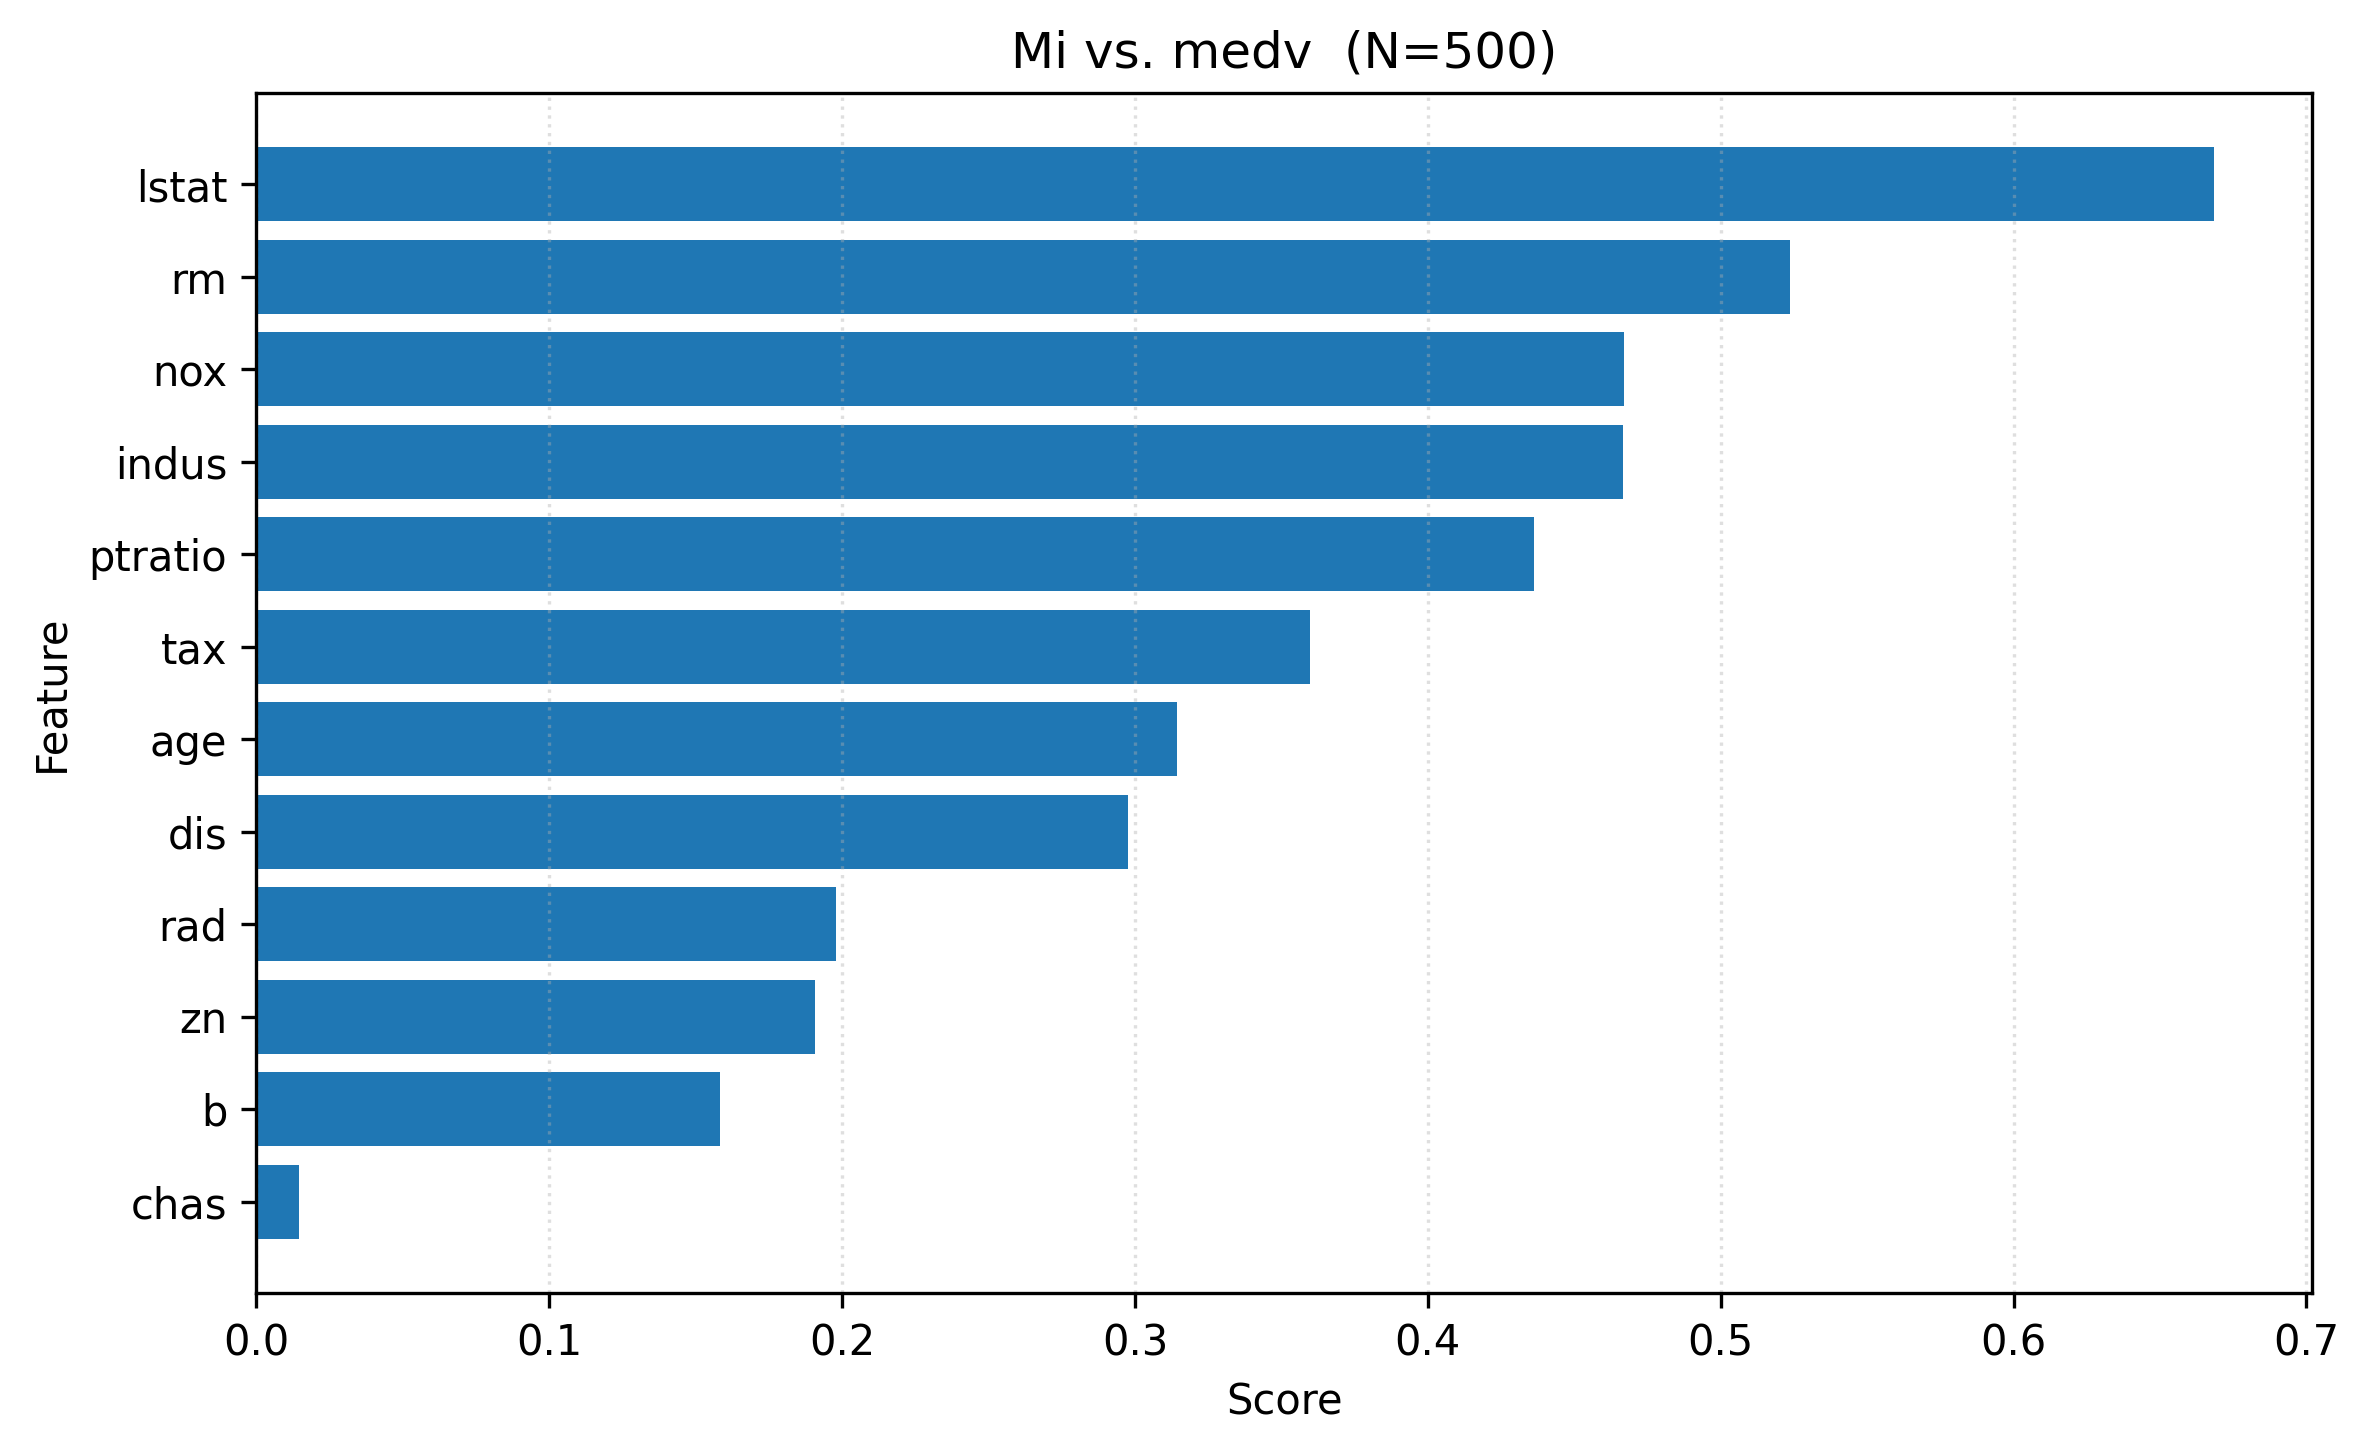 Mi vs. medv  (N=500)
Feature
lstat
rm
nox
indus
ptratio
tax
age
dis
rad
zn
b
chas
0.0 0.1 0.2 0.3 0.4 0.5 0.6 0.7
Score